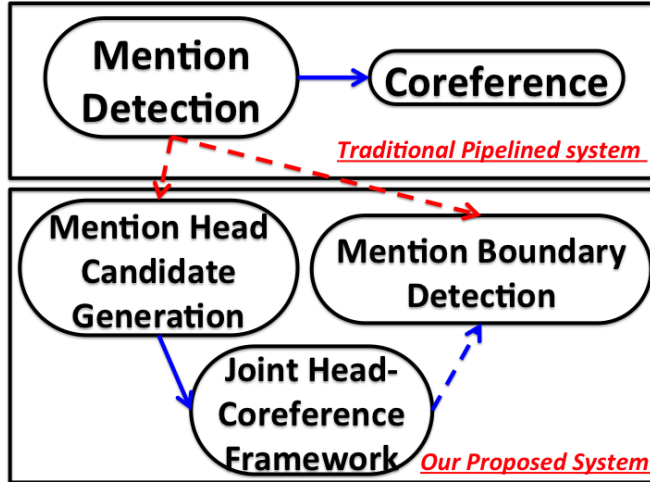 Mention
Detection
Coreference
Traditional Pipelined system
Mention Head
Candidate
Generation
Mention Boundary
Detection
Joint Head-
Coreference
Framework
Our Proposed System